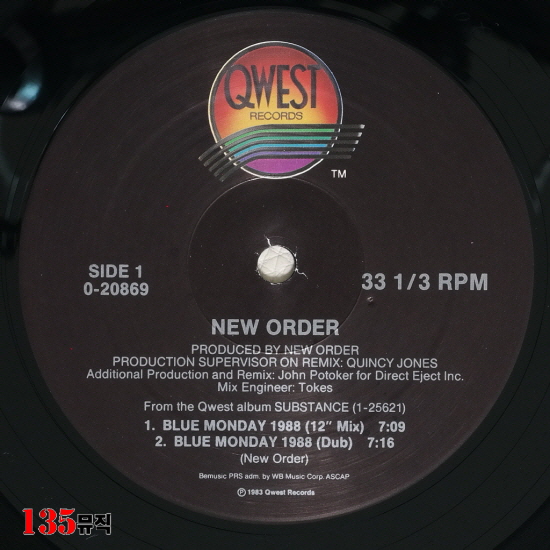 QWEST
RECORDS
TM
SIDE 1
0-20869
33 1/3 RPM
NEW ORDER
PRODUCED BY NEW ORDER
PRODUCTION SUPERVISOR ON REMIX: QUINCY JONES
Additional Production and Remix: John Potoker for Direct Eject Inc.
Mix Engineer: Tokes
From the Qwest album SUBSTANCE (1-25621)
1. BLUE MONDAY 1988 (12" Mix) 7:09
2. BLUE MONDAY 1988 (Dub) 7:16
(New Order)
Bemusic PRS adm. by WB Music Corp. ASCAP
℗ 1983 Qwest Records
135뮤직